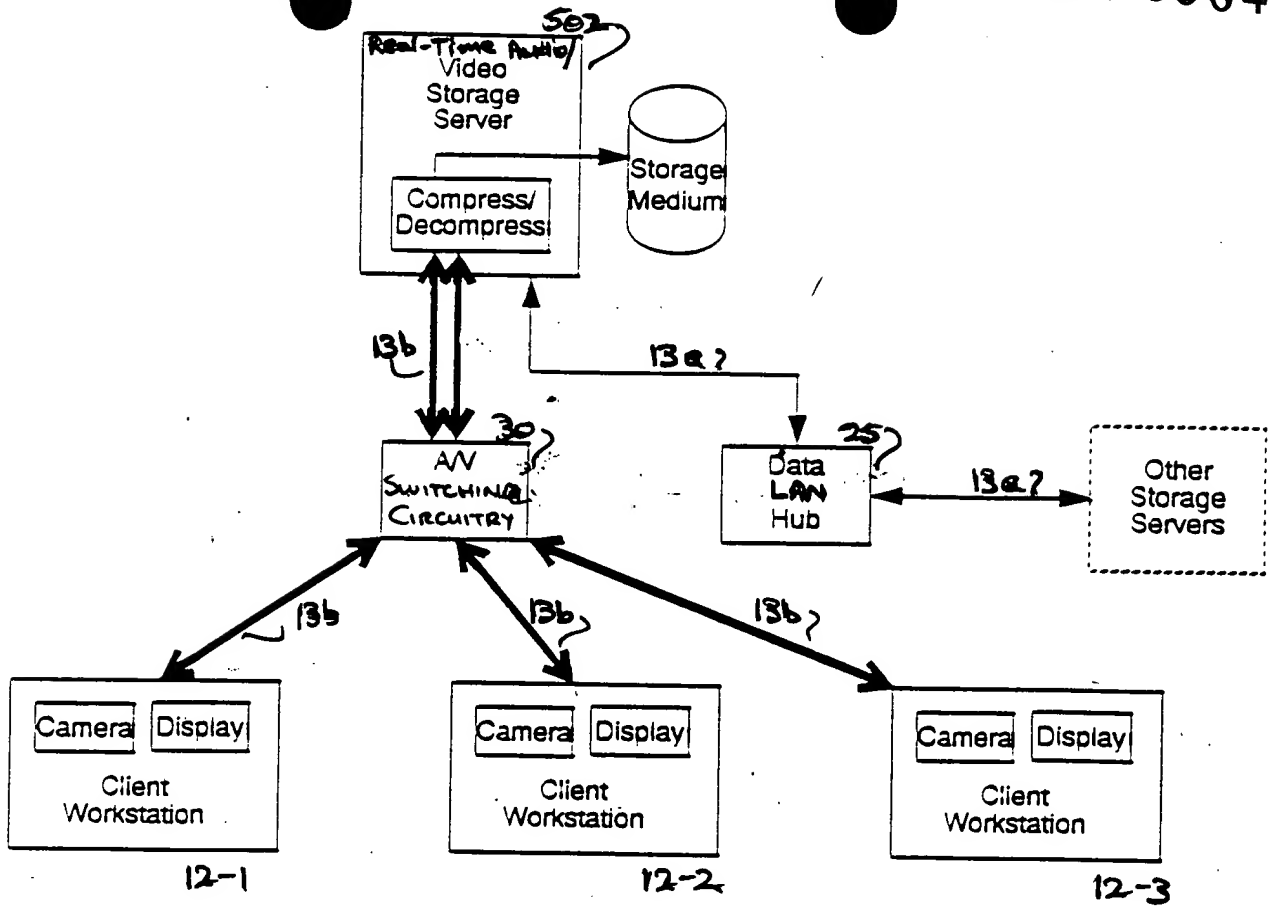 502
Real-Time Audio/
Video
Storage
Server
Compress/
Decompress
Storage
Medium
13b
13a
30
A/V
SWITCHING
CIRCUITRY
25
Data
LAN
Hub
13a
Other
Storage
Servers
13b
13b
13b
Camera
Display
Client
Workstation
12-1
Camera
Display
Client
Workstation
12-2
Camera
Display
Client
Workstation
12-3